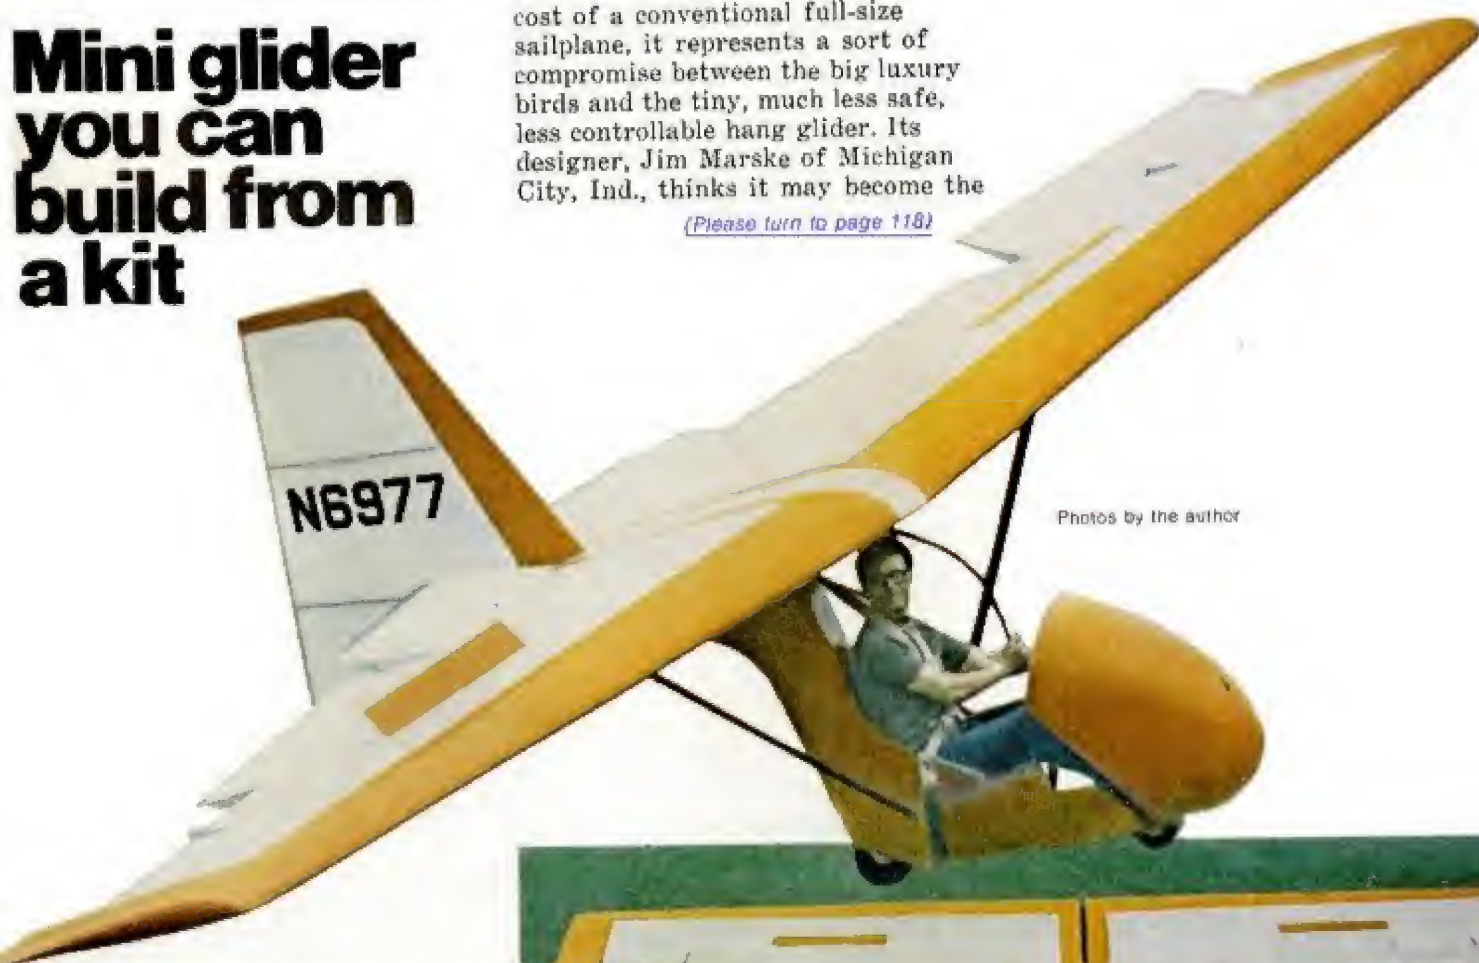 Mini glider
you can
build from
a kit
cost of a conventional full-size
sailplane, it represents a sort of
compromise between the big luxury
birds and the tiny, much less safe,
less controllable hang glider. Its
designer, Jim Marske of Michigan
City, Ind., thinks it may become the
(Please turn to page 118)
N6977
Photos by the author